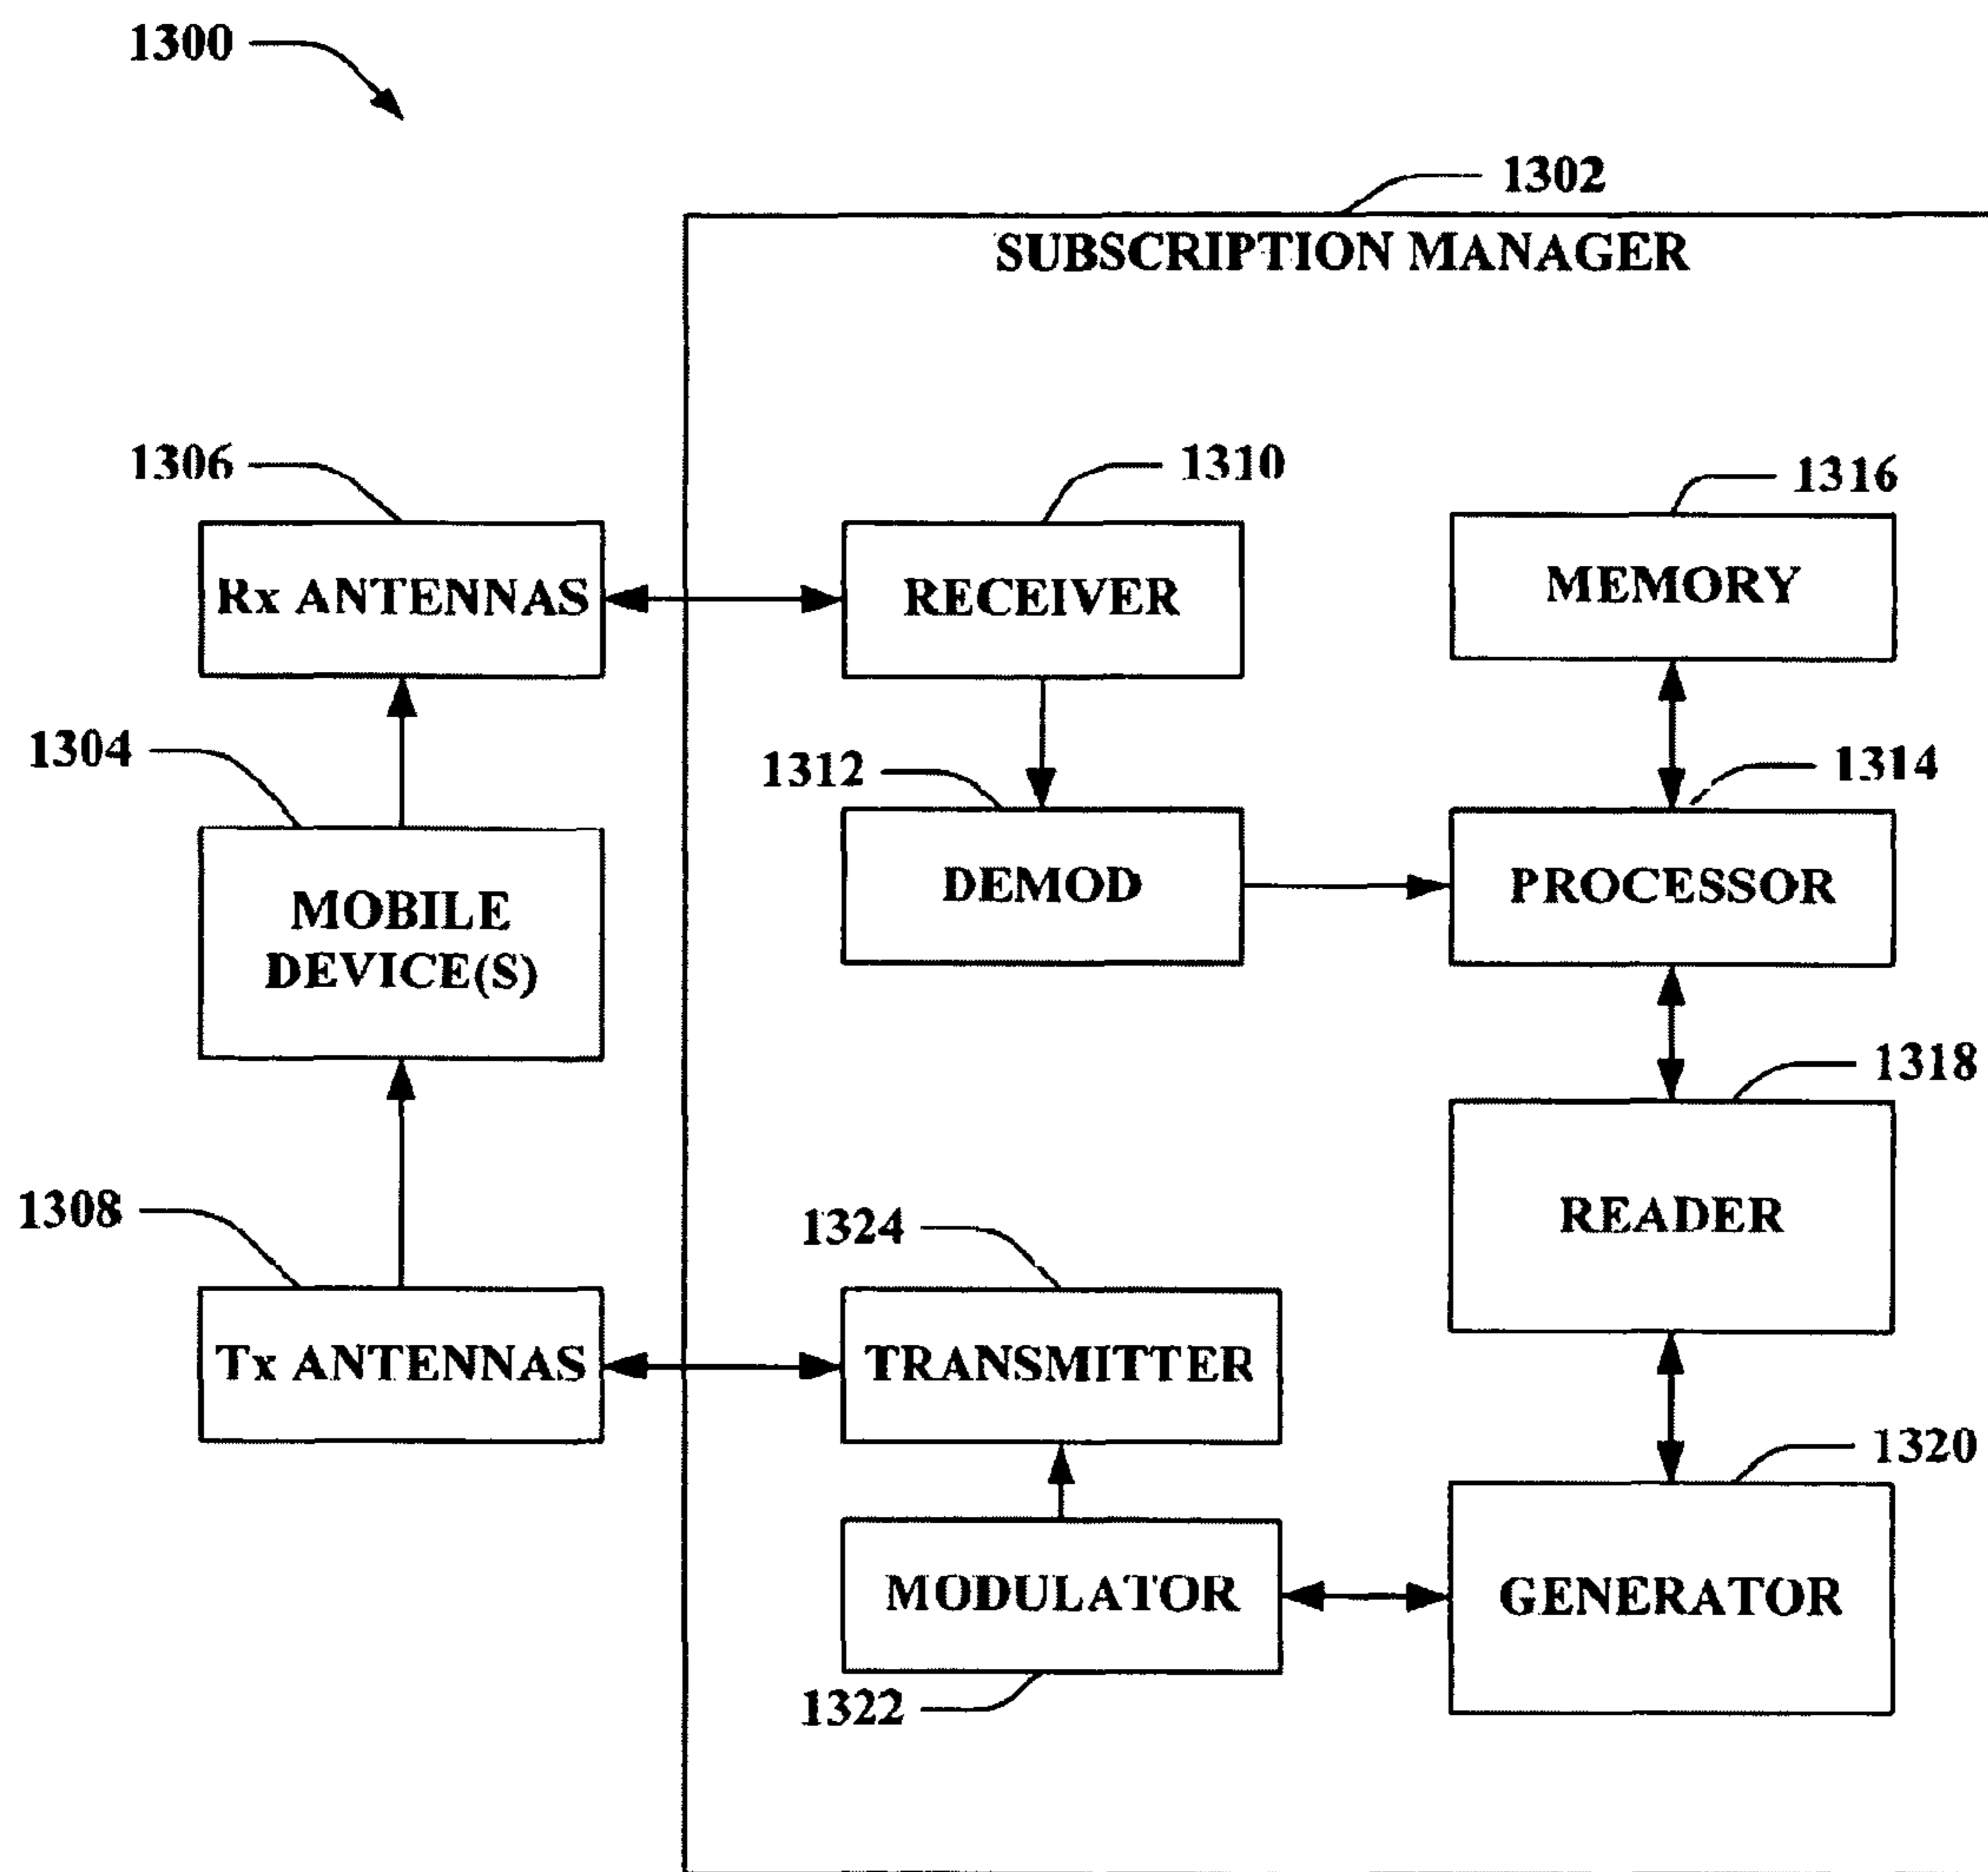 1300
1302
SUBSCRIPTION MANAGER
1306
1310
1316
Rx ANTENNAS
RECEIVER
MEMORY
1304
1312
1314
MOBILE
DEVICE(S)
DEMOD
PROCESSOR
1318
1308
1324
READER
Tx ANTENNAS
TRANSMITTER
1320
MODULATOR
GENERATOR
1322